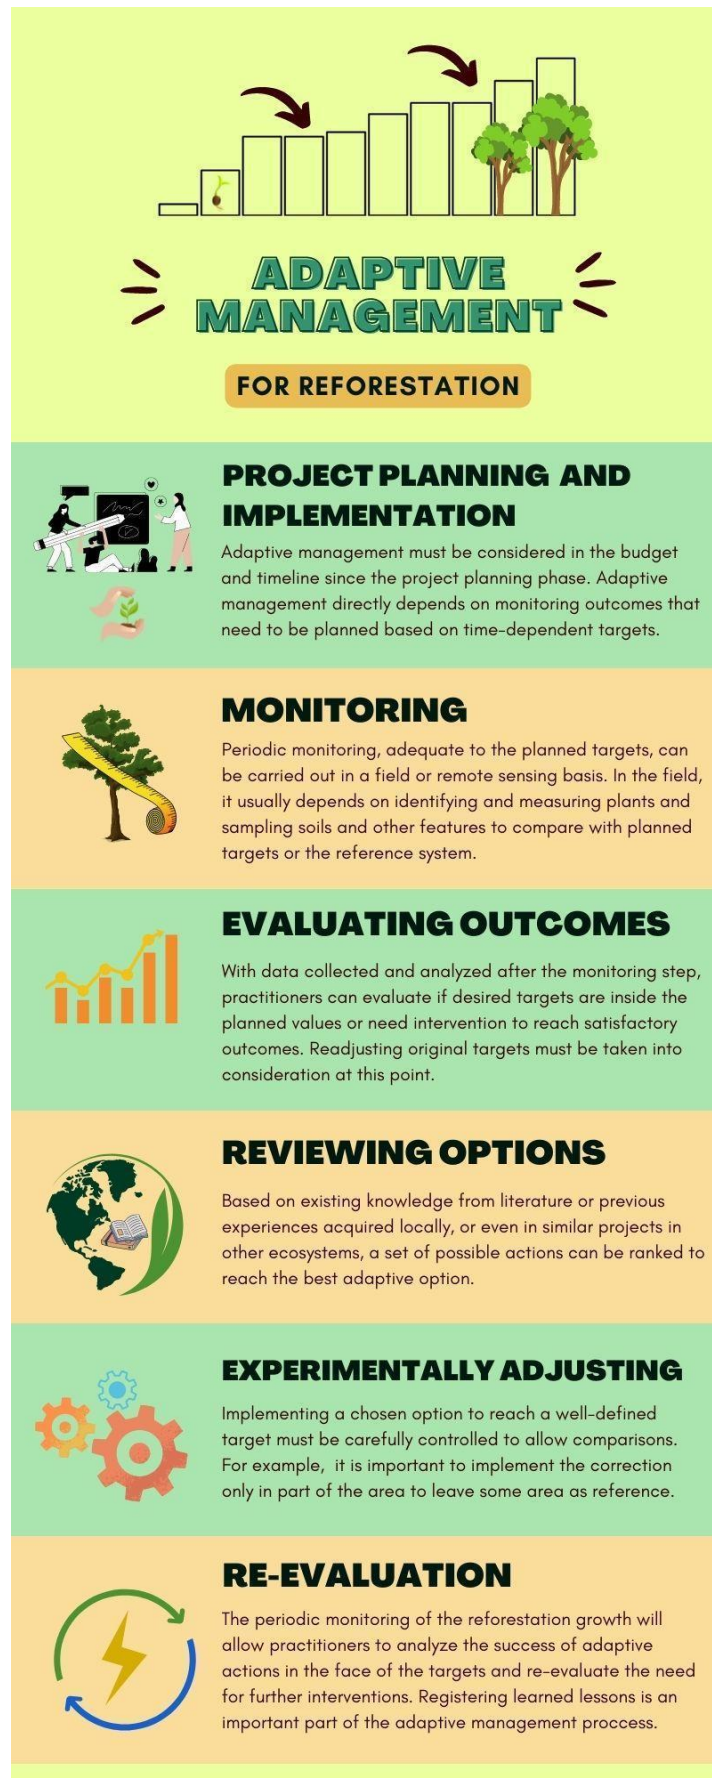 ADAPTIVE
MANAGEMENT
FOR REFORESTATION
PROJECT PLANNING AND
IMPLEMENTATION
Adaptive management must be considered in the budget
and timeline since the project planning phase. Adaptive
management directly depends on monitoring outcomes that
need to be planned based on time-dependent targets.
MONITORING
Periodic monitoring, adequate to the planned targets, can
be carried out in a field or remote sensing basis. In the field,
it usually depends on identifying and measuring plants and
sampling soils and other features to compare with planned
targets or the reference system.
EVALUATING OUTCOMES
With data collected and analyzed after the monitoring step,
practitioners can evaluate if desired targets are inside the
planned values or need intervention to reach satisfactory
outcomes. Readjusting original targets must be taken into
consideration at this point.
REVIEWING OPTIONS
Based on existing knowledge from literature or previous
experiences acquired locally, or even in similar projects in
other ecosystems, a set of possible actions can be ranked to
reach the best adaptive option.
EXPERIMENTALLY ADJUSTING
Implementing a chosen option to reach a well-defined
target must be carefully controlled to allow comparisons.
For example, it is important to implement the correction
only in part of the area to leave some area as reference.
RE-EVALUATION
The periodic monitoring of the reforestation growth will
allow practitioners to analyze the success of adaptive
actions in the face of the targets and re-evaluate the need
for further interventions. Registering learned lessons is an
important part of the adaptive management proccess.